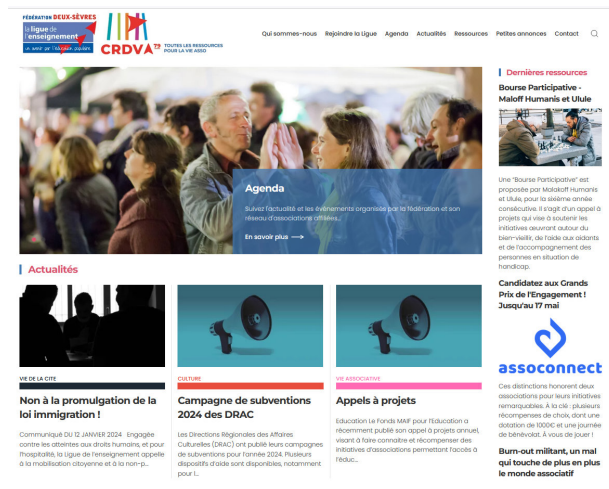 FÉDÉRATION DEUX-SÈVRES
la ligue de
l'enseignement
un avenir par l'éducation populaire
CRDVA 79
TOUTES LES RESSOURCES
POUR LA VIE ASSO
Qui sommes-nous Rejoindre la Ligue Agenda Actualités Ressources Petites annonces Contact
Agenda
Suivez l'actualité et les évènements organisés par la fédération et son
réseau d'associations affiliées...
En savoir plus
Actualités
VIE DE LA CITE
Non à la promulgation de la
loi immigration !
Communiqué DU 12 JANVIER 2024 Engagée
contre les atteintes aux droits humains, et pour
l'hospitalité, la Ligue de l'enseignement appelle
à la mobilisation citoyenne et à la non-p...
CULTURE
Campagne de subventions
2024 des DRAC
Les Directions Régionales des Affaires
Culturelles (DRAC) ont publié leurs campagnes
de subventions pour l'année 2024. Plusieurs
dispositifs d'aide sont disponibles, notamment
pour l...
VIE ASSOCIATIVE
Appels à projets
Education Le Fonds MAIF pour l'Education a
récemment publié son appel à projets annuel,
visant à faire connaitre et récompenser des
initiatives d'associations permettant l'accès à
l'éduc...
Dernières ressources
Bourse Participative -
Maloff Humanis et Ulule
Une "Bourse Participative" est
proposée par Malakoff Humanis
et Ulule, pour la sixième année
consécutive. Il s'agit d'un appel à
projets qui vise à soutenir les
initiatives œuvrant autour du
bien-vieillir, de l'aide aux aidants
et de l'accompagnement des
personnes en situation de
handicap.
Candidatez aux Grands
Prix de l'Engagement !
Jusqu'au 17 mai
assoconnect
Ces distinctions honorent deux
associations pour leurs initiatives
remarquables. À la clé : plusieurs
récompenses de choix, dont une
dotation de 1000€ et une journée
de bénévolat. À vous de jouer !
Burn-out militant, un mal
qui touche de plus en plus
le monde associatif